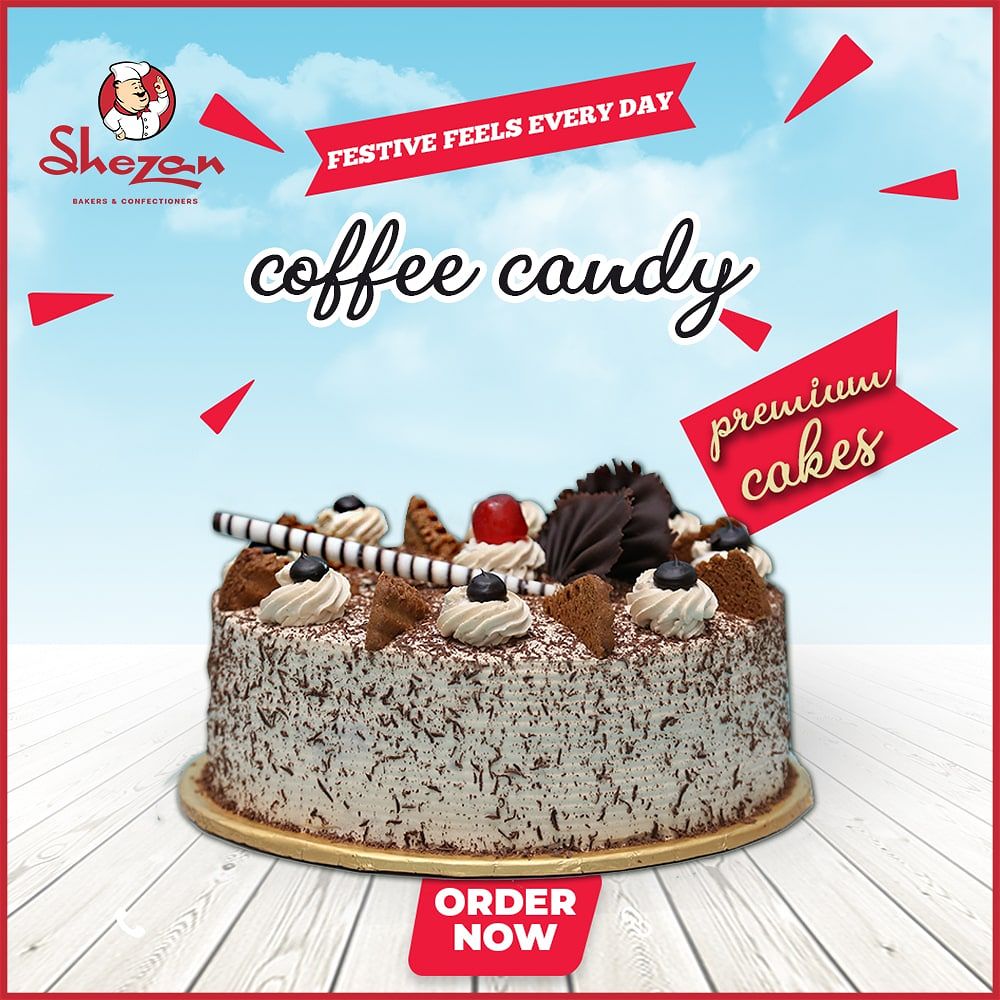 Shezan
BAKERS & CONFECTIONERS
FESTIVE FEELS EVERY DAY
coffee candy
premium
cakes
ORDER
NOW